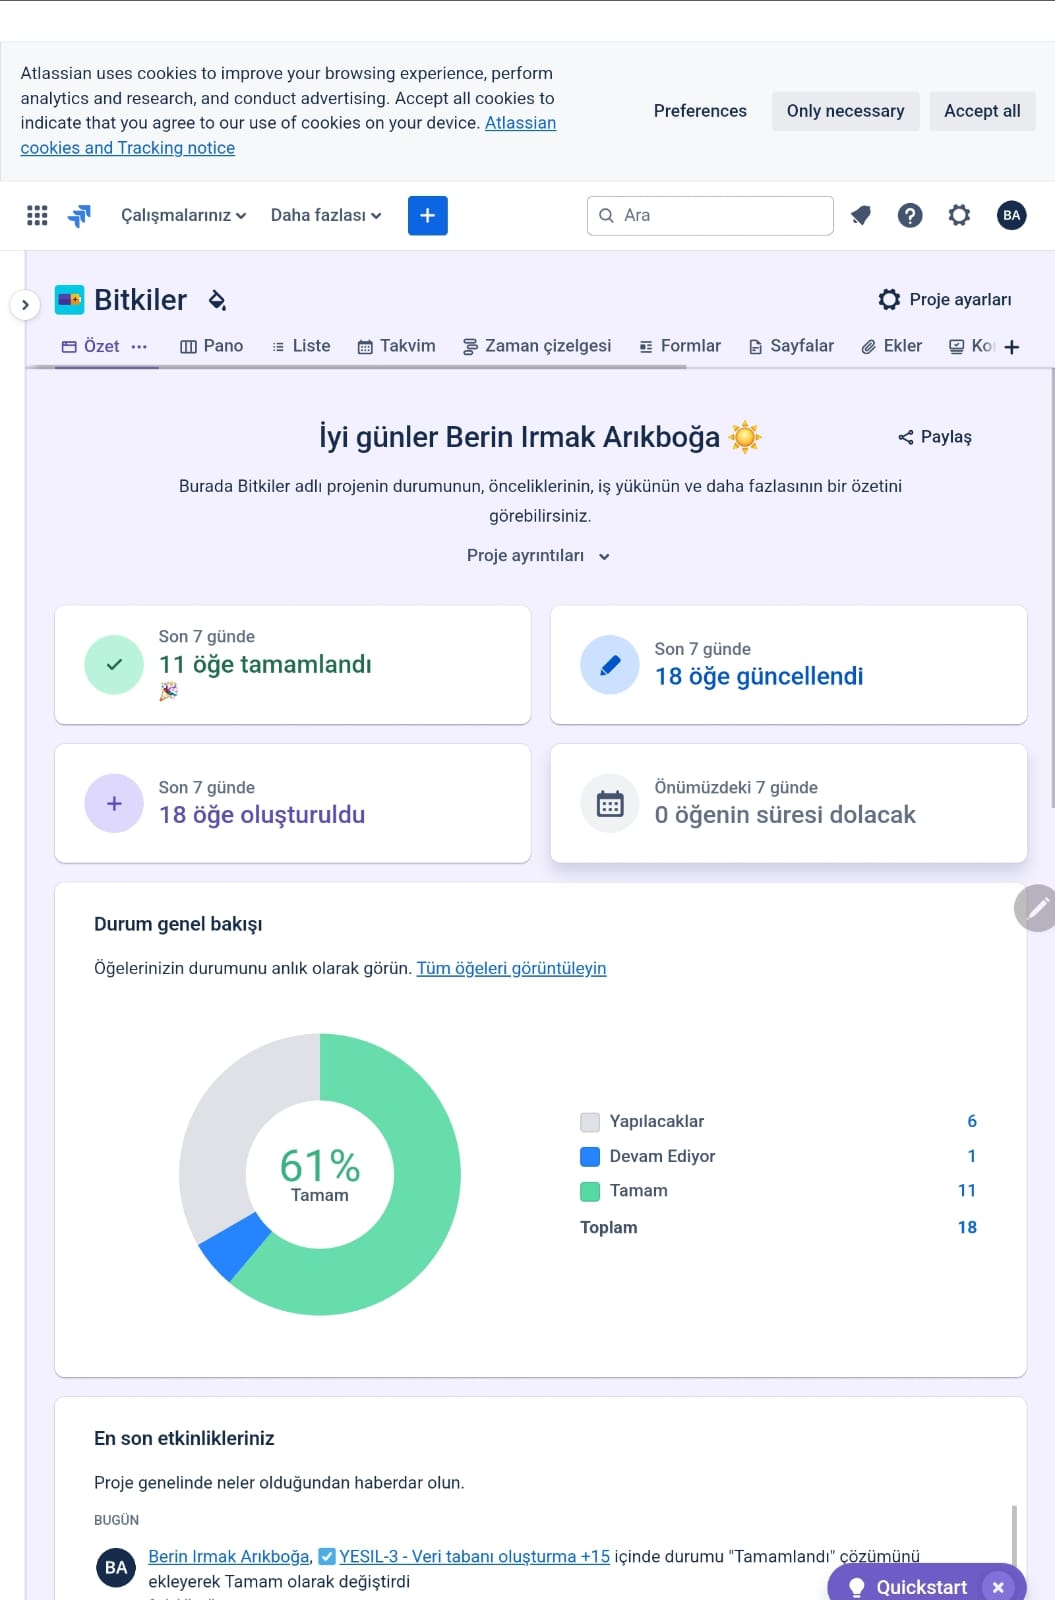 Atlassian uses cookies to improve your browsing experience, perform
analytics and research, and conduct advertising. Accept all cookies to
indicate that you agree to our use of cookies on your device. Atlassian
cookies and Tracking notice
Preferences
Only necessary
Accept all
Çalışmalarınız
Daha fazlası
Ara
BA
Bitkiler
Proje ayarları
Özet
Pano
Liste
Takvim
Zaman çizelgesi
Formlar
Sayfalar
Ekler
İyi günler Berin Irmak Arıkboğa
Paylaş
Burada Bitkiler adlı projenin durumunun, önceliklerinin, iş yükünün ve daha fazlasının bir özetini
görebilirsiniz.
Proje ayrıntıları
Son 7 günde
11 öğe tamamlandı
Son 7 günde
18 öğe güncellendi
Son 7 günde
18 öğe oluşturuldu
Önümüzdeki 7 günde
0 öğenin süresi dolacak
Durum genel bakışı
Öğelerinizin durumunu anlık olarak görün. Tüm öğeleri görüntüleyin
61%
Tamam
Yapılacaklar 6
Devam Ediyor 1
Tamam 11
Toplam 18
En son etkinlikleriniz
Proje genelinde neler olduğundan haberdar olun.
BUGÜN
BA
Berin Irmak Arıkboğa, YESIL-3 - Veri tabanı oluşturma +15 içinde durumu "Tamamlandı" çözümünü
ekleyerek Tamam olarak değiştirdi
Quickstart